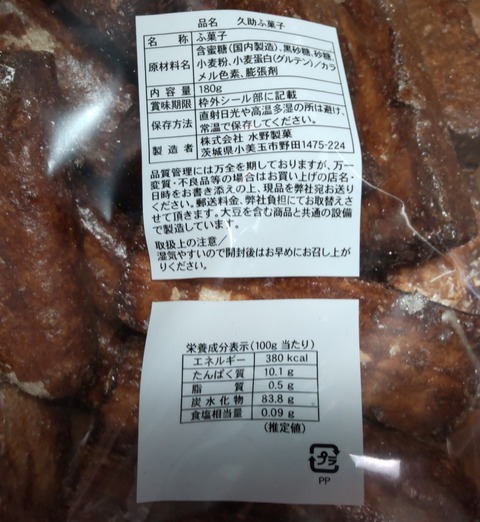 品名 久助ふ菓子
名称 ふ菓子
原材料名 含蜜糖(国内製造)、黒砂糖、砂糖、
小麦粉、小麦蛋白(グルテン)/カラ
メル色素、膨張剤
内容量 180g
賞味期限 枠外シール部に記載
保存方法 直射日光や高温多湿の所は避け、
常温で保存してください。
製造者 株式会社 水野製菓
茨城県小美玉市野田1475-224
品質管理には万全を期しておりますが、万一
変質・不良品等の場合はお買い上げの店名・
日時をお書き添えの上、現品を弊社宛お送り
ください。郵送料金、弊社負担にてお取替えさ
せて頂きます。大豆を含む商品と共通の設備
で製造しています。
取扱上の注意/
湿気やすいので開封後はお早めにお召し上が
りください。
栄養成分表示(100g 当たり)
エネルギー 380 kcal
たんぱく質 10.1 g
脂質 0.5 g
炭水化物 83.8 g
食塩相当量 0.09 g
(推定値)
プラ
PP